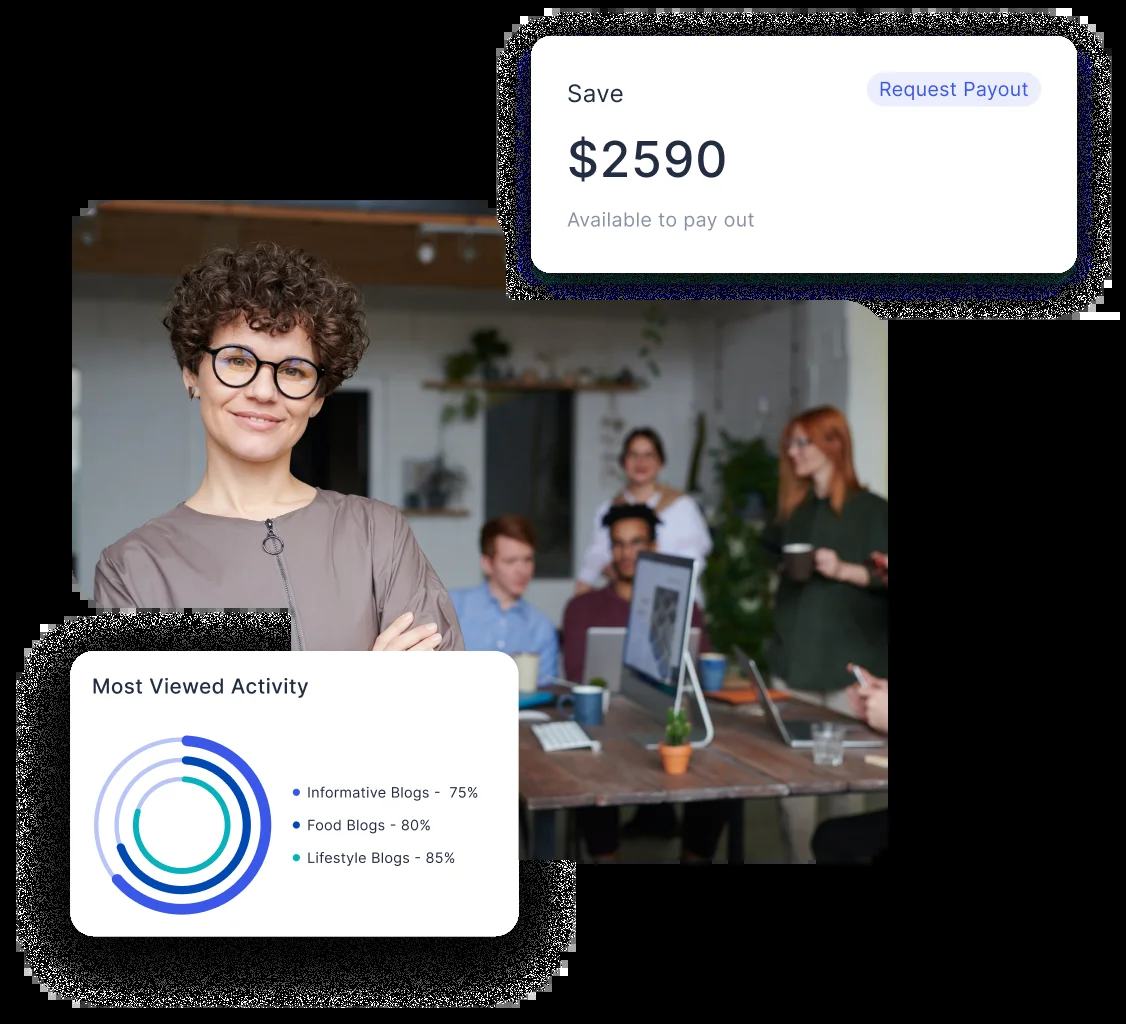 Save
Request Payout
$2590
Available to pay out
Most Viewed Activity
Informative Blogs -  75%
Food Blogs - 80%
Lifestyle Blogs - 85%